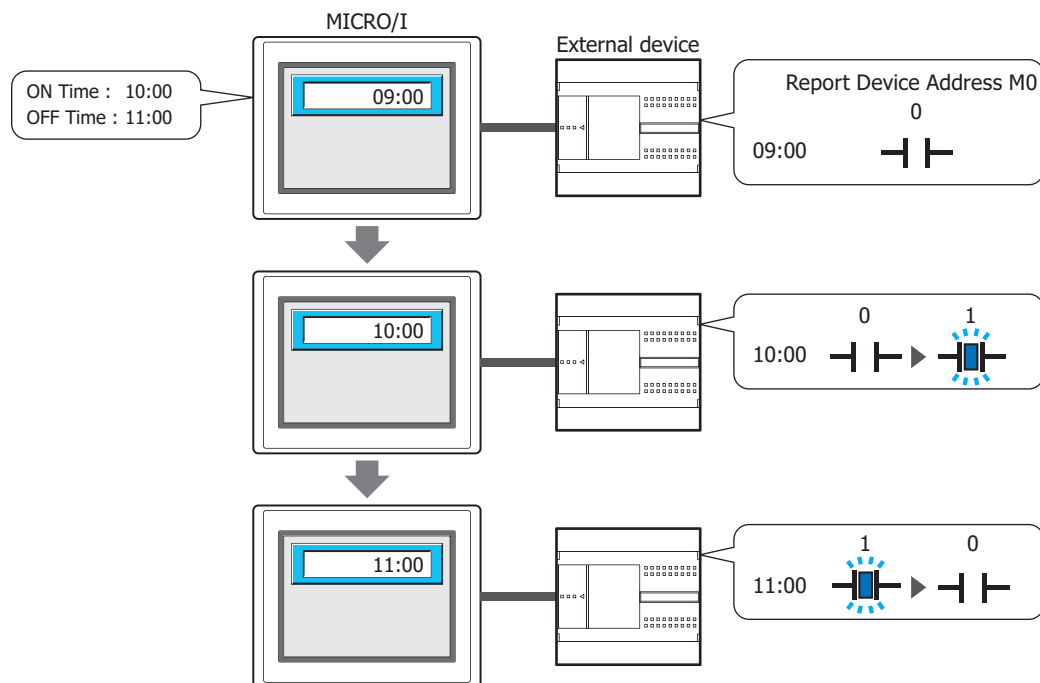 MICRO/I
External device
ON Time : 10:00
OFF Time : 11:00
09:00
Report Device Address M0
0
09:00
10:00
0 1
10:00
11:00
1 0
11:00